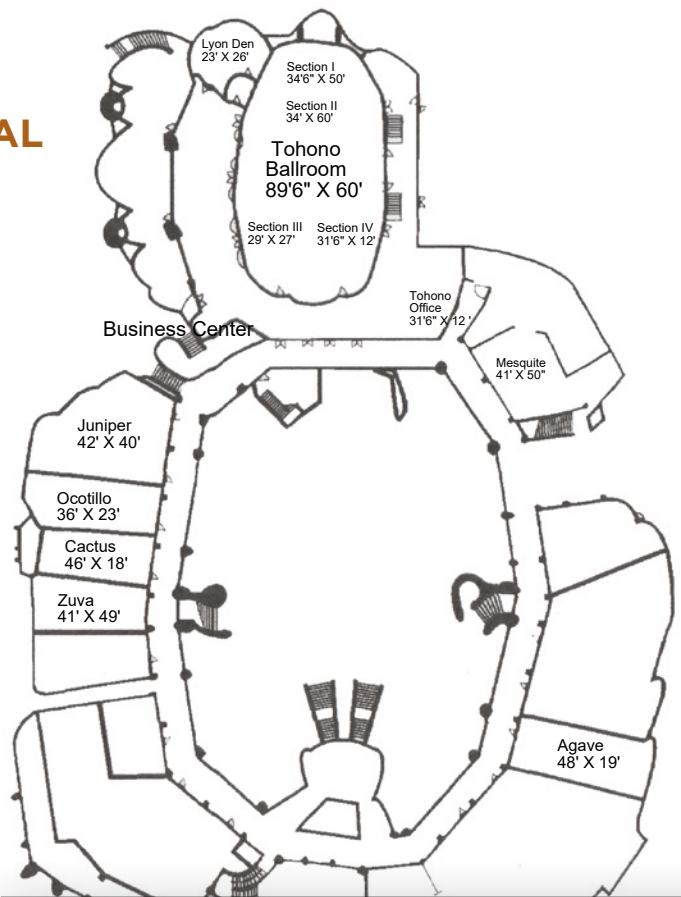 AL
Lyon Den
23' X 26'
Section I
34'6" X 50'
Section II
34' X 60'
Tohono
Ballroom
89'6" X 60'
Section III
29' X 27'
Section IV
31'6" X 12'
Tohono
Office
31'6" X 12 '
Business Center
Mesquite
41' X 50"
Juniper
42' X 40'
Ocotillo
36' X 23'
Cactus
46' X 18'
Zuva
41' X 49'
Agave
48' X 19'